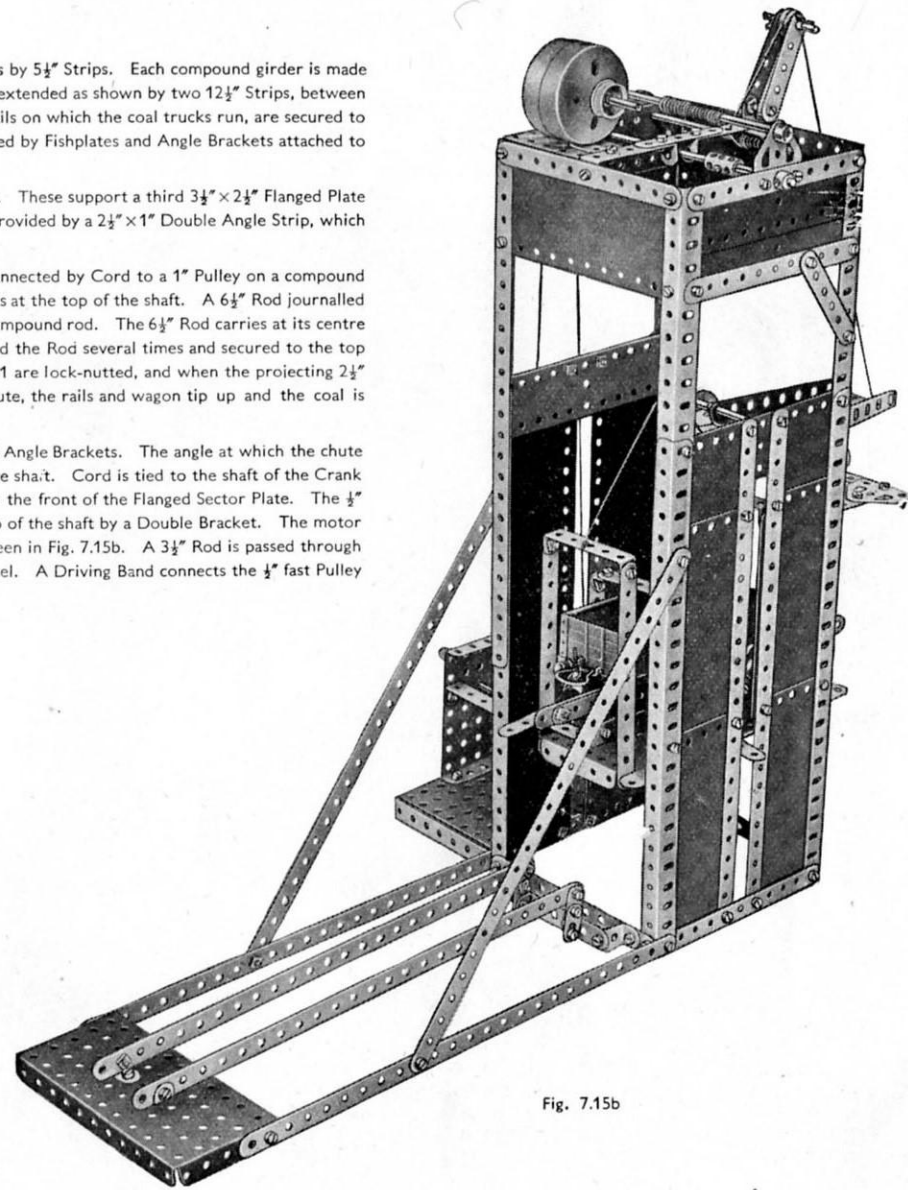 s by 5½″ Strips. Each compound girder is made
extended as shown by two 12½″ Strips, between
ils on which the coal trucks run, are secured to
ed by Fishplates and Angle Brackets attached to
These support a third 3½″ × 2½″ Flanged Plate
rovided by a 2½″ × 1″ Double Angle Strip, which
nnected by Cord to a 1″ Pulley on a compound
s at the top of the shaft. A 6½″ Rod journalled
mpound rod. The 6½″ Rod carries at its centre
d the Rod several times and secured to the top
1 are lock-nutted, and when the projecting 2½″
ute, the rails and wagon tip up and the coal is
Angle Brackets. The angle at which the chute
e shaft. Cord is tied to the shaft of the Crank
the front of the Flanged Sector Plate. The ½″
of the shaft by a Double Bracket. The motor
een in Fig. 7.15b. A 3½″ Rod is passed through
el. A Driving Band connects the ½″ fast Pulley
Fig. 7.15b